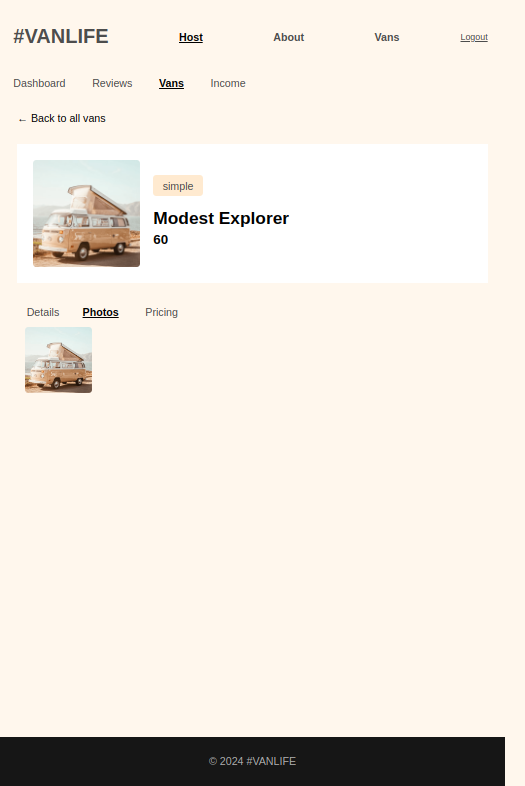 #VANLIFE Host About Vans Logout
Dashboard Reviews Vans Income
← Back to all vans
simple
Modest Explorer
60
Details Photos Pricing
© 2024 #VANLIFE